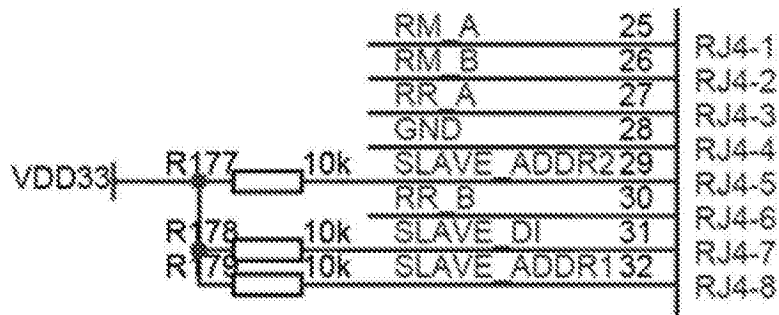 RM_A 25
RJ4-1
RM_B 26
RJ4-2
RR_A 27
RJ4-3
GND 28
RJ4-4
VDD33 R177 10k SLAVE_ADDR2 29
RJ4-5
RR_B 30
RJ4-6
R178 10k SLAVE_DI 31
RJ4-7
R179 10k SLAVE_ADDR1 32
RJ4-8